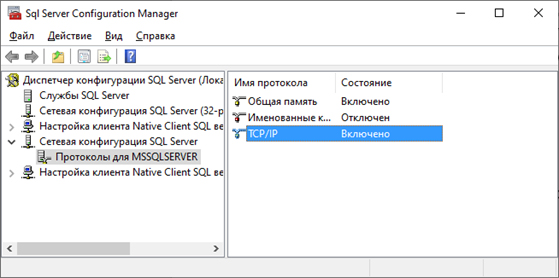 Sql Server Configuration Manager
Файл Действие Вид Справка
Диспетчер конфигурации SQL Server (Лока
Службы SQL Server
Сетевая конфигурация SQL Server (32-р
Настройка клиента Native Client SQL ве
Сетевая конфигурация SQL Server
Протоколы для MSSQLSERVER
Настройка клиента Native Client SQL ве
Имя протокола Состояние
Общая память Включено
Именованные к... Отключен
TCP/IP Включено